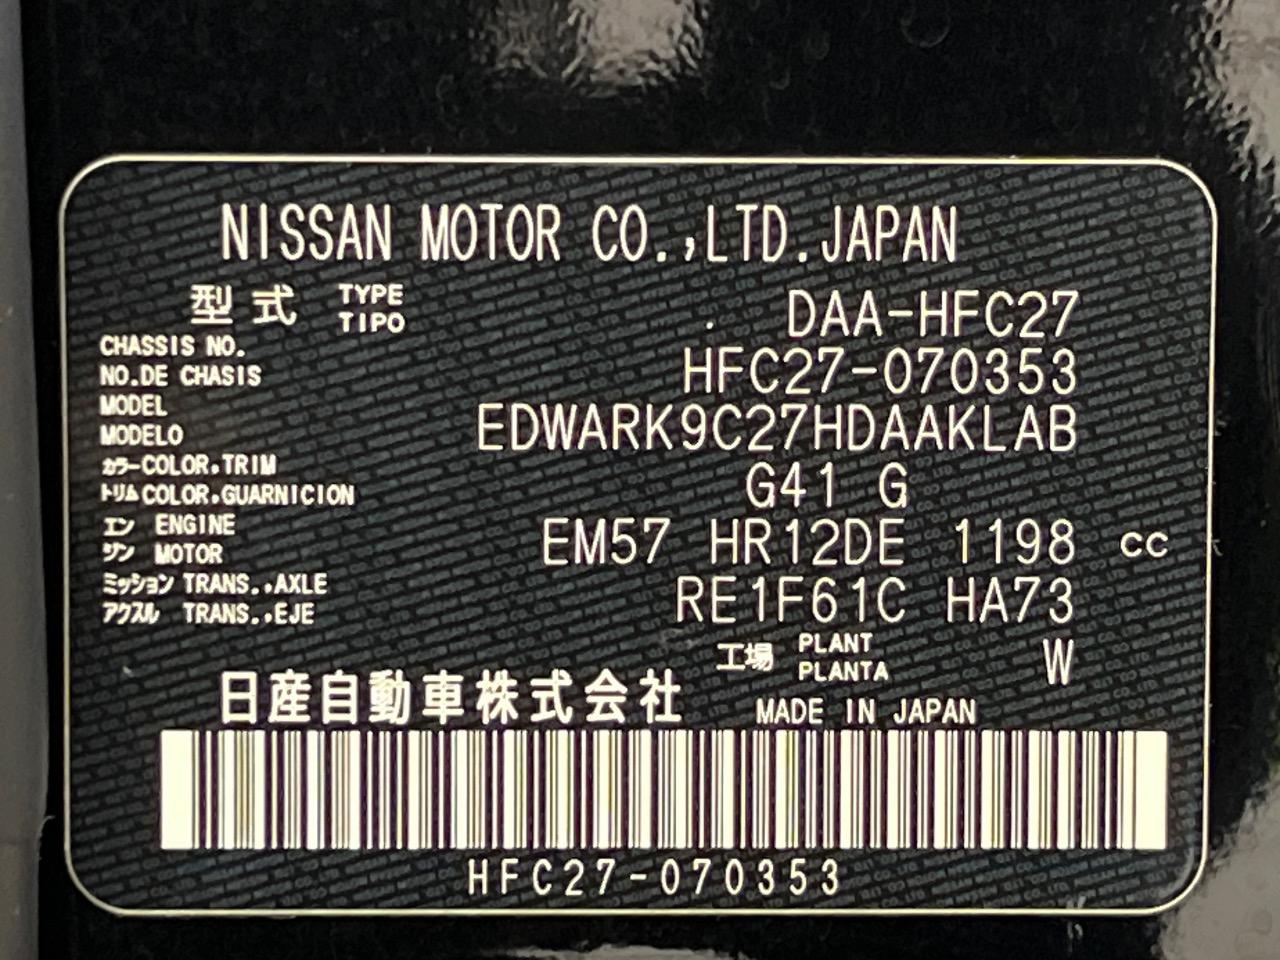 NISSAN MOTOR CO.,LTD.JAPAN
型式 TYPE TIPO DAA-HFC27
CHASSIS NO.
NO.DE CHASIS HFC27-070353
MODEL
MODELO EDWARK9C27HDAAKLAB
カラー COLOR.TRIM
トリム COLOR.GUARNICION G41 G
エン ENGINE
ジン MOTOR EM57 HR12DE 1198 cc
ミッション TRANS..AXLE
アクスル TRANS..EJE RE1F61C HA73
工場 PLANT PLANTA W
日産自動車株式会社 MADE IN JAPAN
HFC27-070353